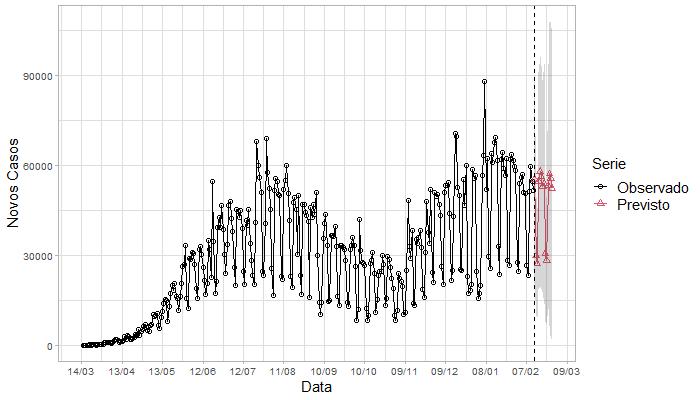 90000
60000
30000
0
Novos Casos
14/03 13/04 13/05 12/06 12/07 11/08 10/09 10/10 09/11 09/12 08/01 07/02 09/03
Data
Serie
Observado
Previsto